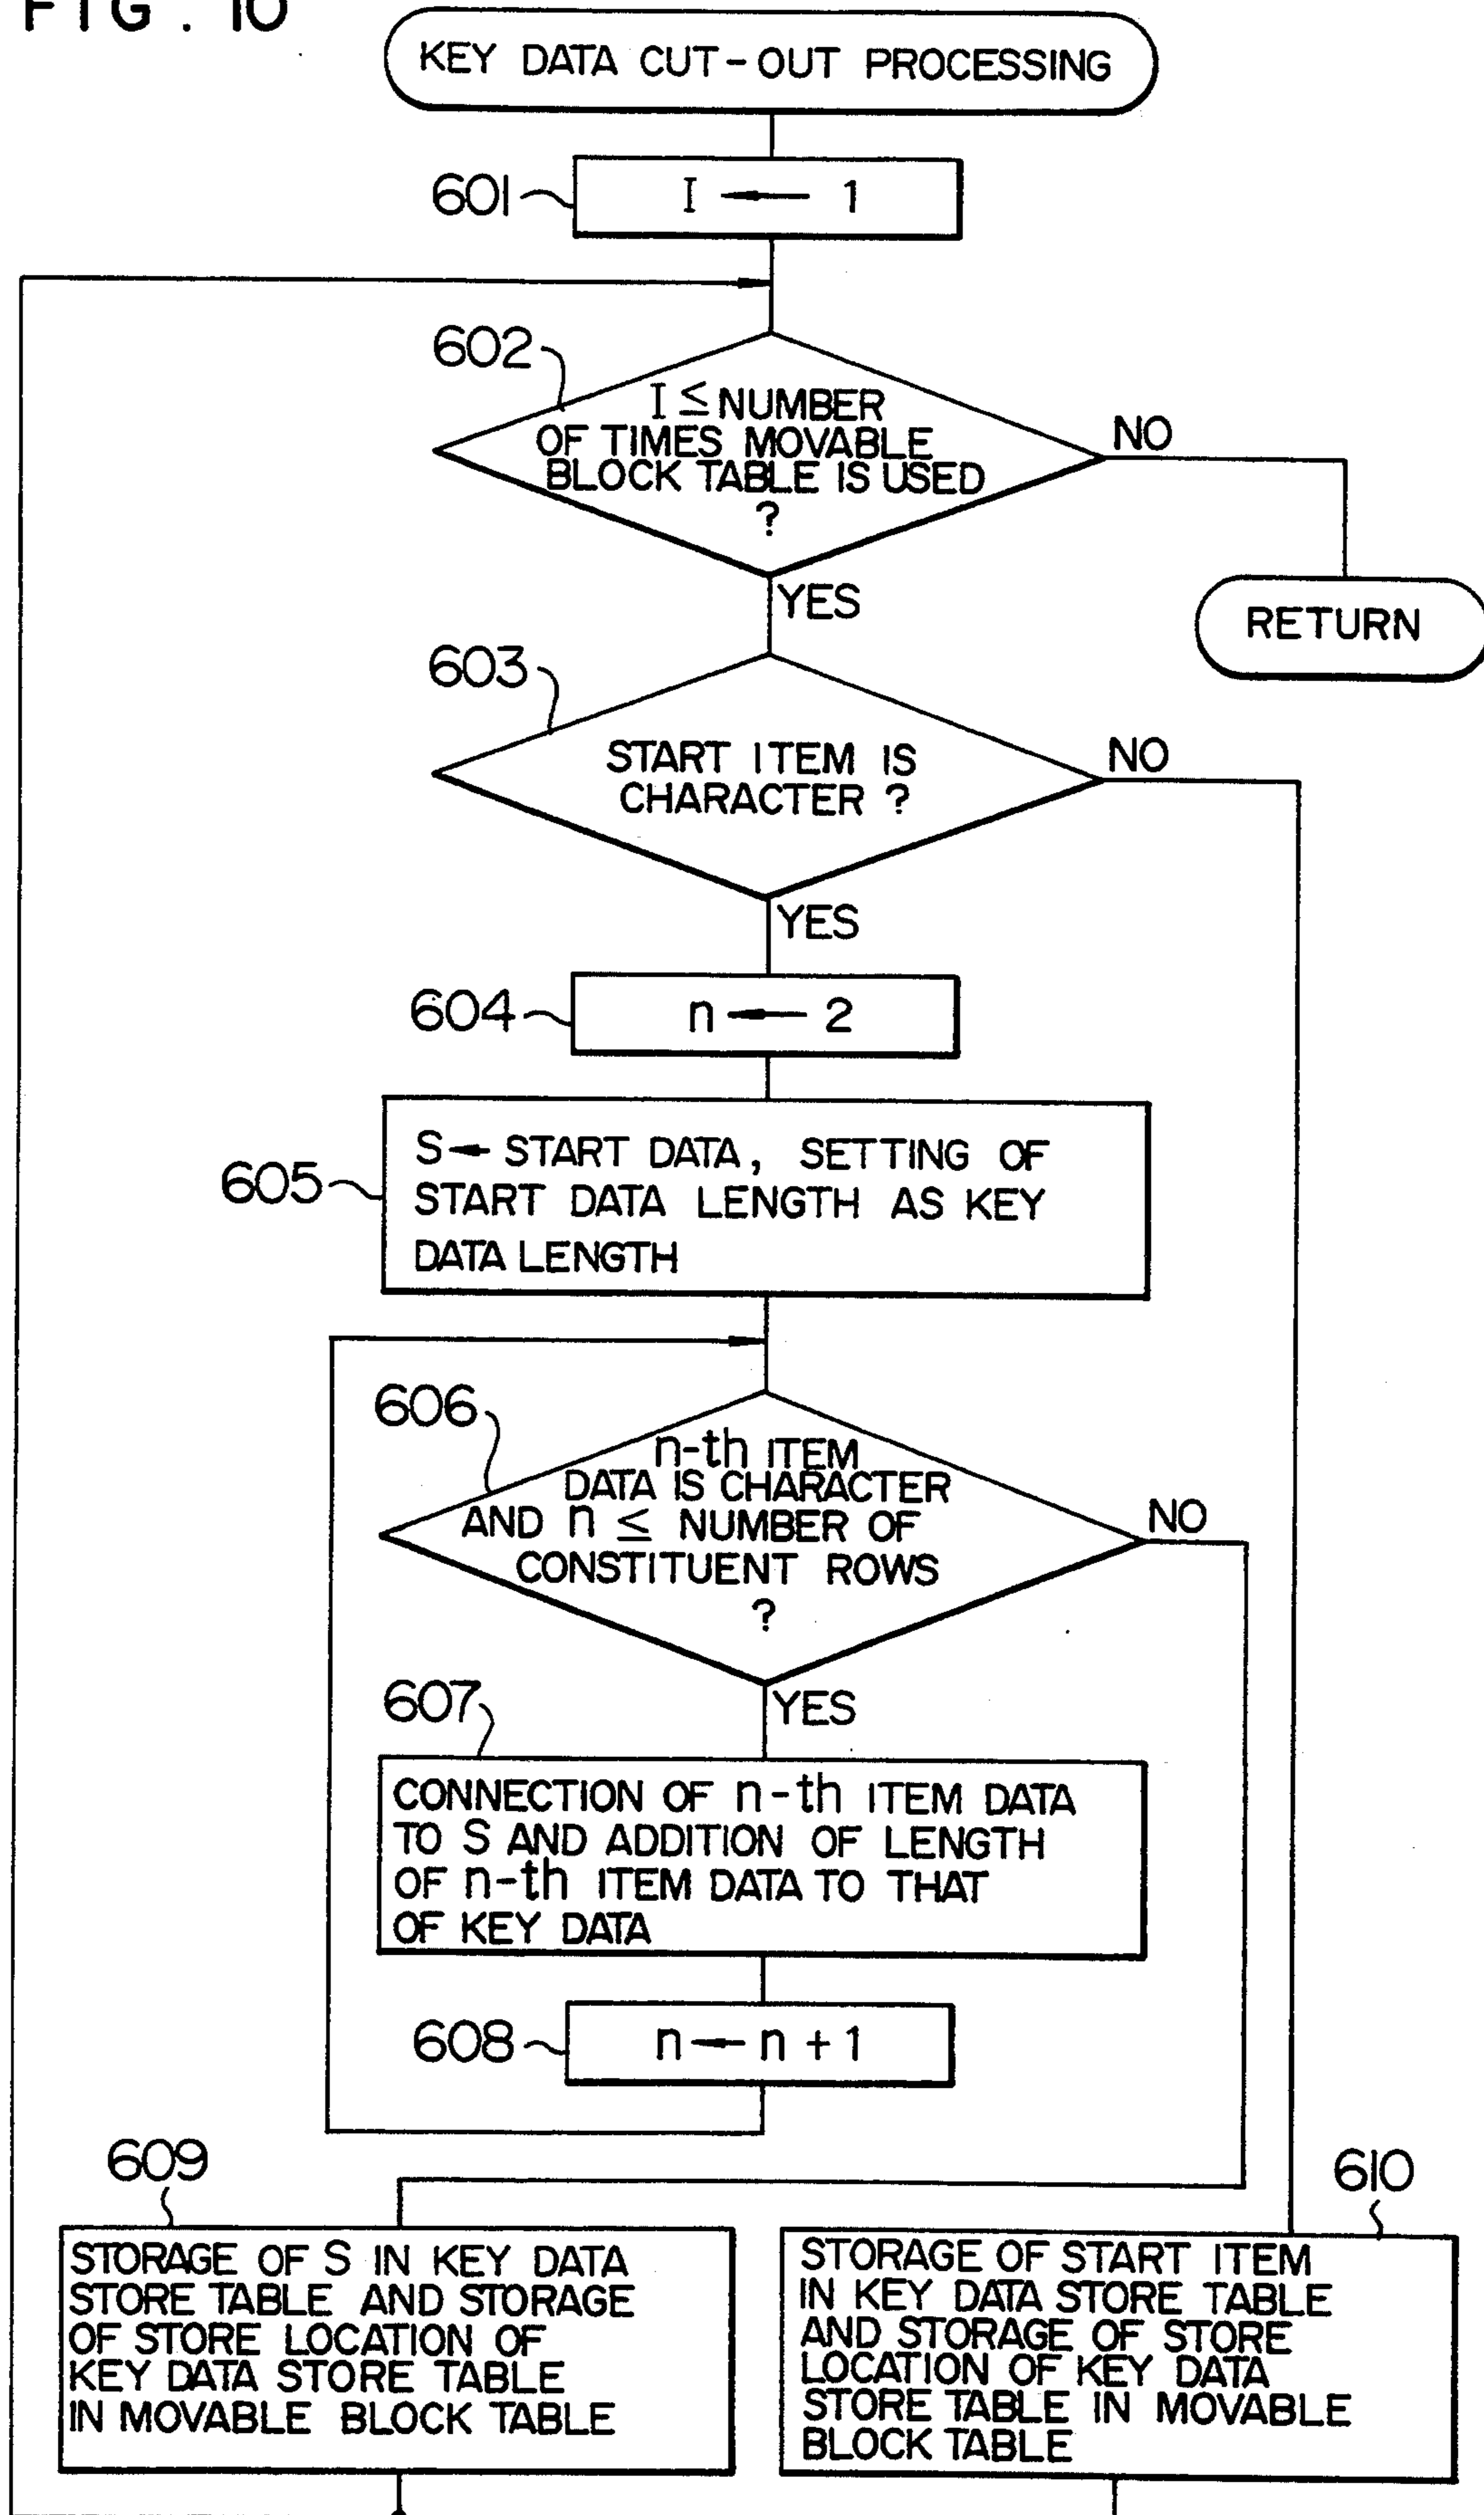 FIG. 10
KEY DATA CUT-OUT PROCESSING
601
I ← 1
602
I ≤ NUMBER
OF TIMES MOVABLE
BLOCK TABLE IS USED
?
NO
YES
RETURN
603
START ITEM IS
CHARACTER ?
NO
YES
604
n ← 2
605
S ← START DATA, SETTING OF
START DATA LENGTH AS KEY
DATA LENGTH
606
n-th ITEM
DATA IS CHARACTER
AND n ≤ NUMBER OF
CONSTITUENT ROWS
?
NO
YES
607
CONNECTION OF n-th ITEM DATA
TO S AND ADDITION OF LENGTH
OF n-th ITEM DATA TO THAT
OF KEY DATA
608
n ← n + 1
609
STORAGE OF S IN KEY DATA
STORE TABLE AND STORAGE
OF STORE LOCATION OF
KEY DATA STORE TABLE
IN MOVABLE BLOCK TABLE
610
STORAGE OF START ITEM
IN KEY DATA STORE TABLE
AND STORAGE OF STORE
LOCATION OF KEY DATA
STORE TABLE IN MOVABLE
BLOCK TABLE